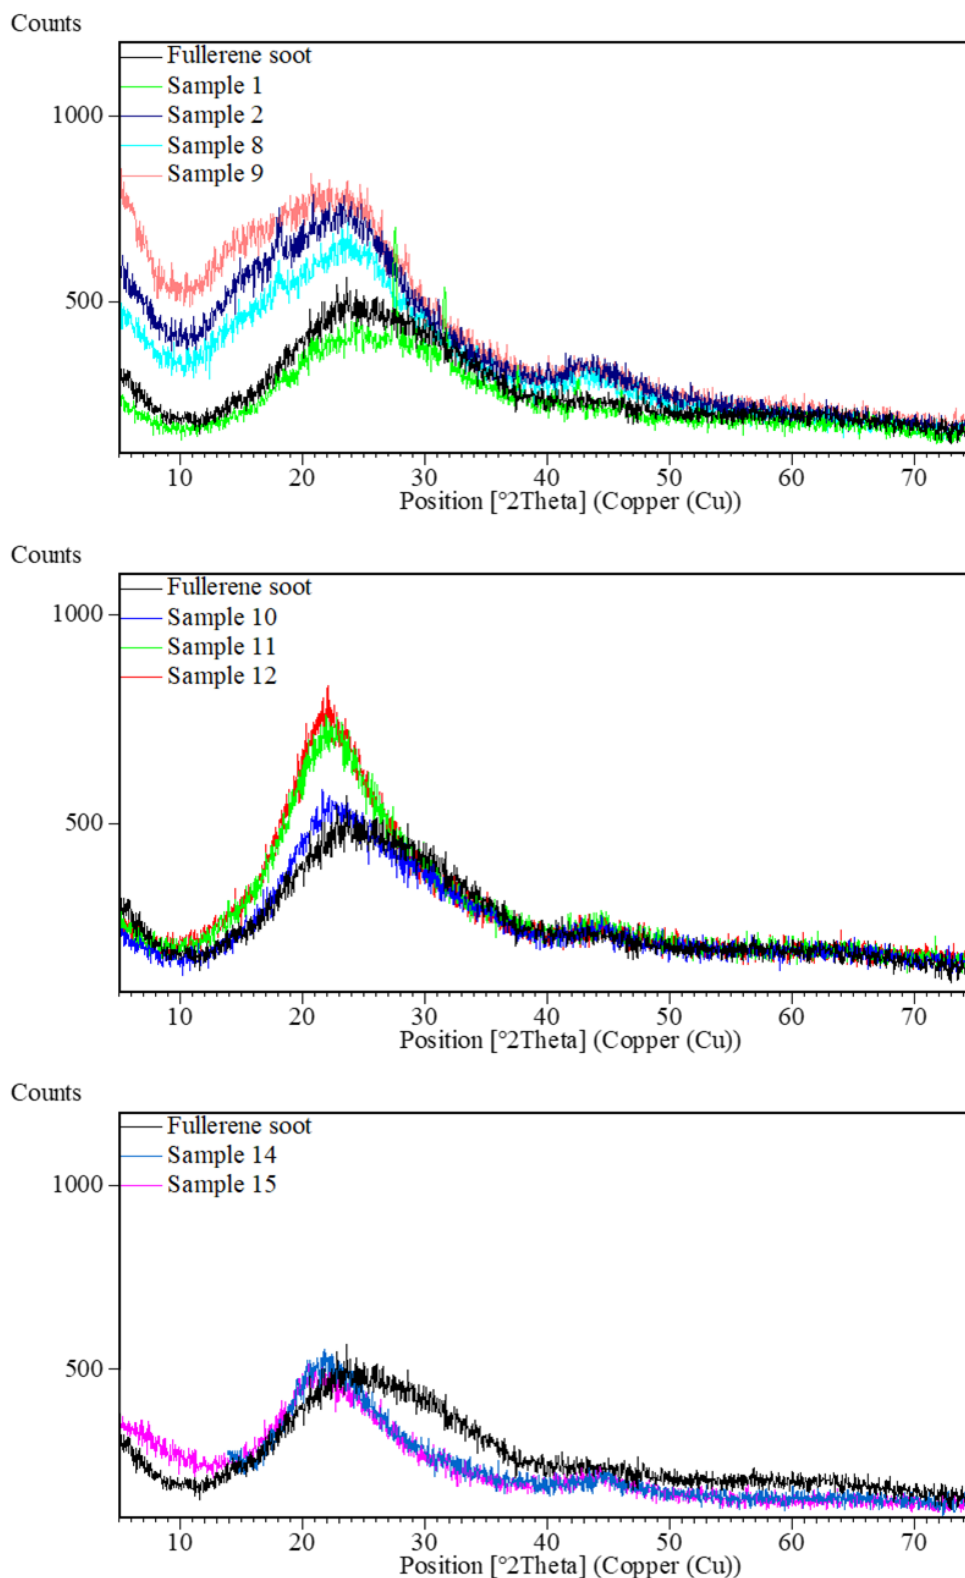 Counts
Fullerene soot
Sample 1
1000
Sample 2
Sample 8
Sample 9
500
10 20 30 40 50 60 70
Position [°2Theta] (Copper (Cu))
Counts
Fullerene soot
1000
Sample 10
Sample 11
Sample 12
500
10 20 30 40 50 60 70
Position [°2Theta] (Copper (Cu))
Counts
Fullerene soot
Sample 14
1000
Sample 15
500
10 20 30 40 50 60 70
Position [°2Theta] (Copper (Cu))